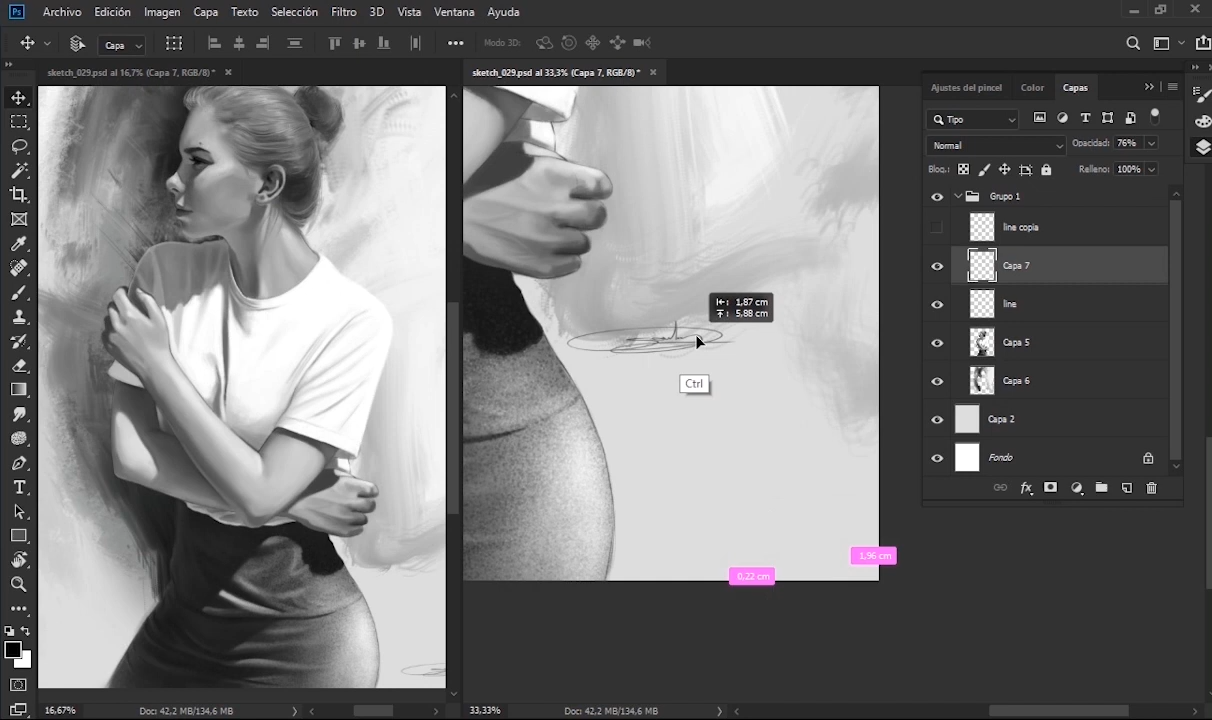 Ps Archivo Edición Imagen Capa Texto Selección Filtro 3D Vista Ventana Ayuda
Capa Modo 3D:
sketch_029.psd al 16,7% (Capa 7, RGB/8) * ×
sketch_029.psd al 33,3% (Capa 7, RGB/8) * ×
Ajustes del pincel Color Capas
Tipo
Normal Opacidad: 76%
Bloq.: Relleno: 100%
Grupo 1
line copia
Capa 7
line
Capa 5
Capa 6
Capa 2
Fondo
fx
1,87 cm
5,88 cm
Ctrl
1,96 cm
0,22 cm
16,67% Doc: 42,2 MB/134,6 MB
33,33% Doc: 42,2 MB/134,6 MB